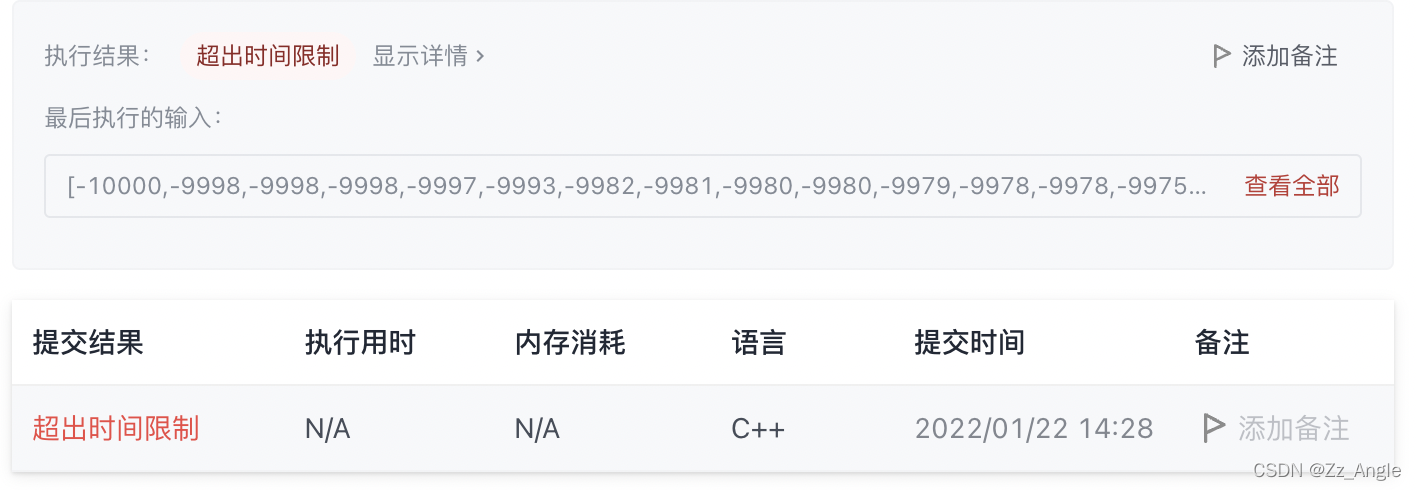 执行结果： 超出时间限制 显示详情 › 添加备注
最后执行的输入：
[-10000,-9998,-9998,-9998,-9997,-9993,-9982,-9981,-9980,-9980,-9979,-9978,-9978,-9975... 查看全部
提交结果 执行用时 内存消耗 语言 提交时间 备注
超出时间限制 N/A N/A C++ 2022/01/22 14:28 添加备注
CSDN @Zz_Angle